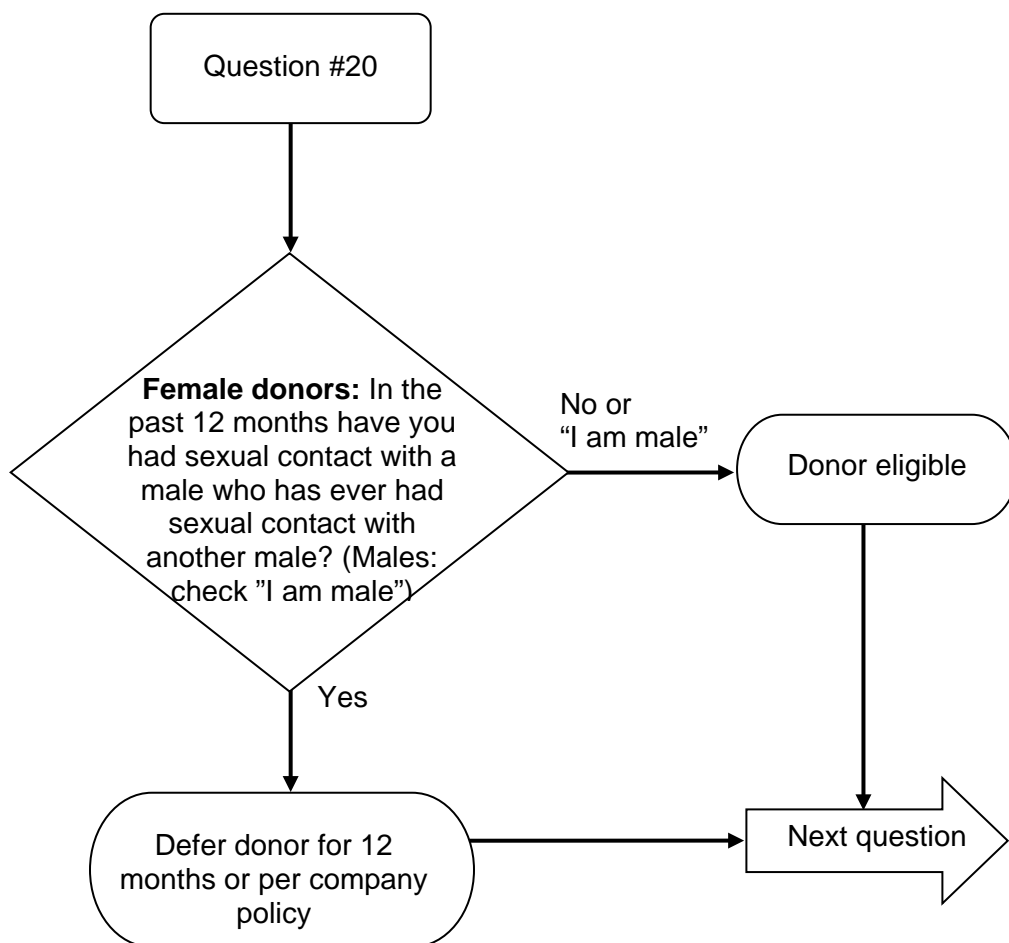 Question #20
Female donors: In the
past 12 months have you
had sexual contact with a
male who has ever had
sexual contact with
another male? (Males:
check ”I am male”)
No or
“I am male”
Donor eligible
Yes
Defer donor for 12
months or per company
policy
Next question